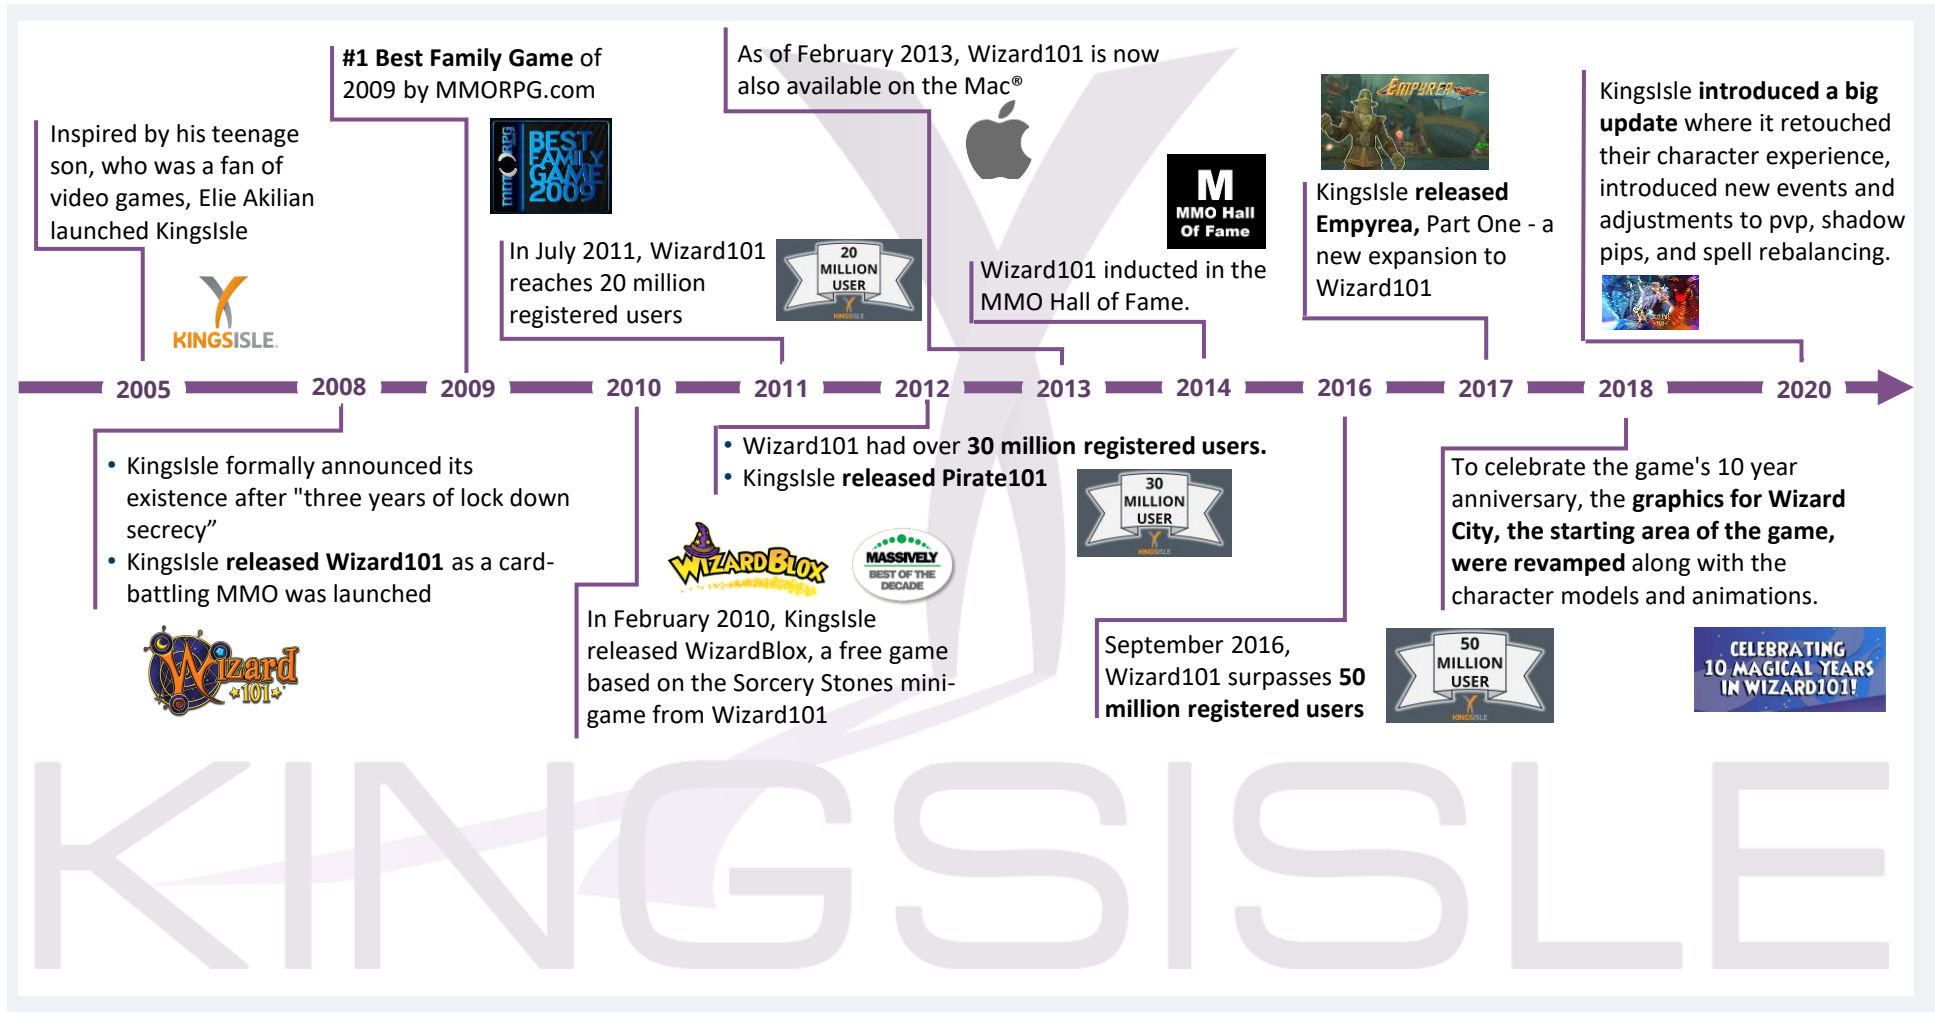 #1 Best Family Game of
2009 by MMORPG.com
mmORPG
BEST
FAMILY
GAME
2009
As of February 2013, Wizard101 is now
also available on the Mac®
Inspired by his teenage
son, who was a fan of
video games, Elie Akilian
launched KingsIsle
KINGSISLE
In July 2011, Wizard101
reaches 20 million
registered users
20
MILLION
USER
KINGSISLE
M
MMO Hall
Of Fame
Wizard101 inducted in the
MMO Hall of Fame.
EMPYREA
KingsIsle released
Empyrea, Part One - a
new expansion to
Wizard101
KingsIsle introduced a big
update where it retouched
their character experience,
introduced new events and
adjustments to pvp, shadow
pips, and spell rebalancing.
2005
2008
2009
2010
2011
2012
2013
2014
2016
2017
2018
2020
• KingsIsle formally announced its
existence after "three years of lock down
secrecy”
• KingsIsle released Wizard101 as a card-
battling MMO was launched
Wizard
101
WIZARDBLOX
MASSIVELY
BEST OF THE
DECADE
In February 2010, KingsIsle
released WizardBlox, a free game
based on the Sorcery Stones mini-
game from Wizard101
• Wizard101 had over 30 million registered users.
• KingsIsle released Pirate101
30
MILLION
USER
KINGSISLE
September 2016,
Wizard101 surpasses 50
million registered users
50
MILLION
USER
KINGSISLE
To celebrate the game's 10 year
anniversary, the graphics for Wizard
City, the starting area of the game,
were revamped along with the
character models and animations.
CELEBRATING
10 MAGICAL YEARS
IN WIZARD101!
KINGSISLE